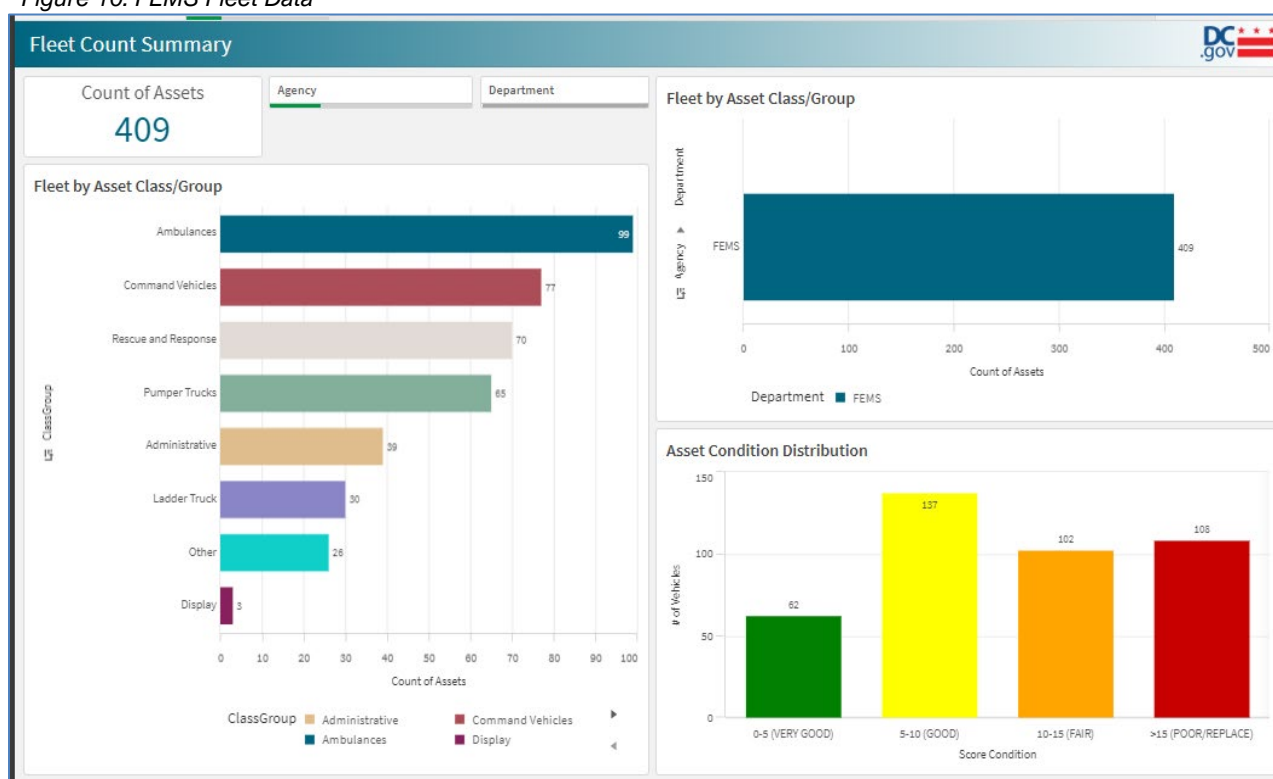 Figure 16. FEMS Fleet Data
Fleet Count Summary
DC
.gov
Count of Assets
409
Agency
Department
Fleet by Asset Class/Group
ClassGroup
Ambulances
99
Command Vehicles
77
Rescue and Response
70
Pumper Trucks
65
Administrative
39
Ladder Truck
30
Other
26
Display
3
0 10 20 30 40 50 60 70 80 90 100
Count of Assets
ClassGroup
Administrative
Command Vehicles
Ambulances
Display
Fleet by Asset Class/Group
Agency Department
FEMS
409
0 100 200 300 400 500
Count of Assets
Department FEMS
Asset Condition Distribution
# of Vehicles
150
100
50
0
62
137
102
108
0-5 (VERY GOOD) 5-10 (GOOD) 10-15 (FAIR) >15 (POOR/REPLACE)
Score Condition